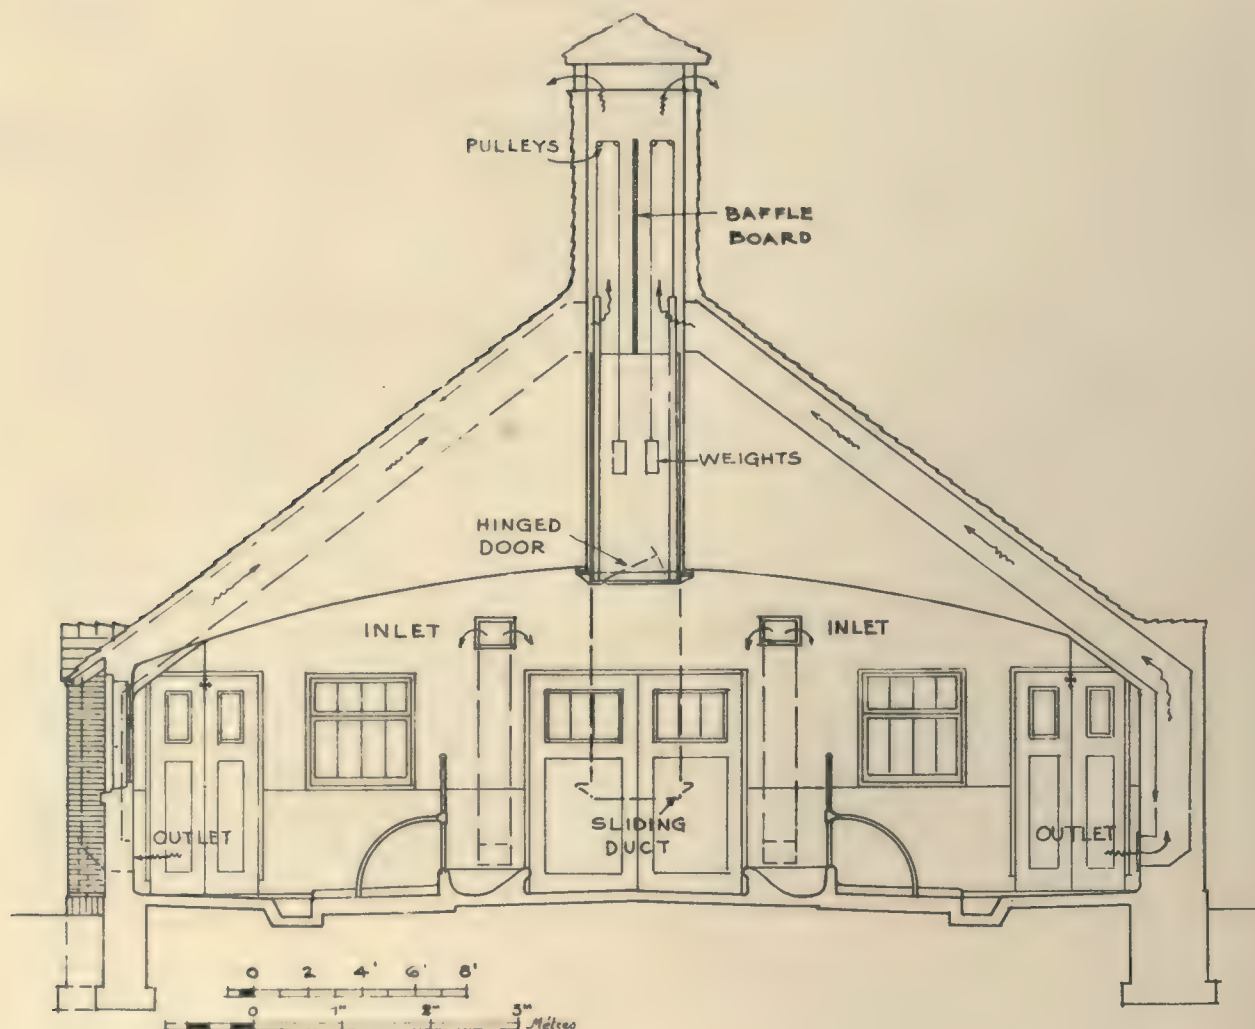 PULLEYS
BAFFLE
BOARD
WEIGHTS
HINGED
DOOR
INLET
INLET
SLIDING
DUCT
OUTLET
OUTLET
0 2 4' 6' 8'
0 1" 2" 3" Métres